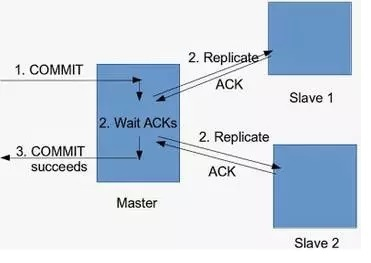 1. COMMIT
2. Replicate
ACK
Slave 1
2. Wait ACKs
2. Replicate
ACK
3. COMMIT
succeeds
Master
Slave 2